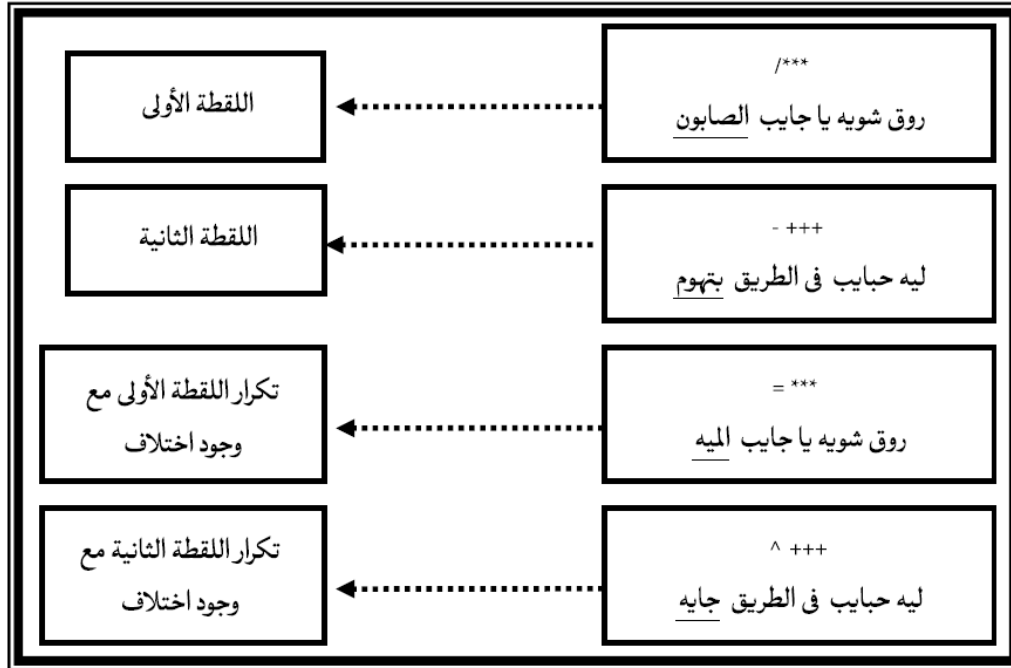 /***
روق شويه يا جايب الصابون
اللقطة الأولى
- +++
ليه حبايب فى الطريق بتهوم
اللقطة الثانية
= ***
روق شويه يا جايب الميه
تكرار اللقطة الأولى مع
وجود اختلاف
^ +++
ليه حبايب فى الطريق جايه
تكرار اللقطة الثانية مع
وجود اختلاف